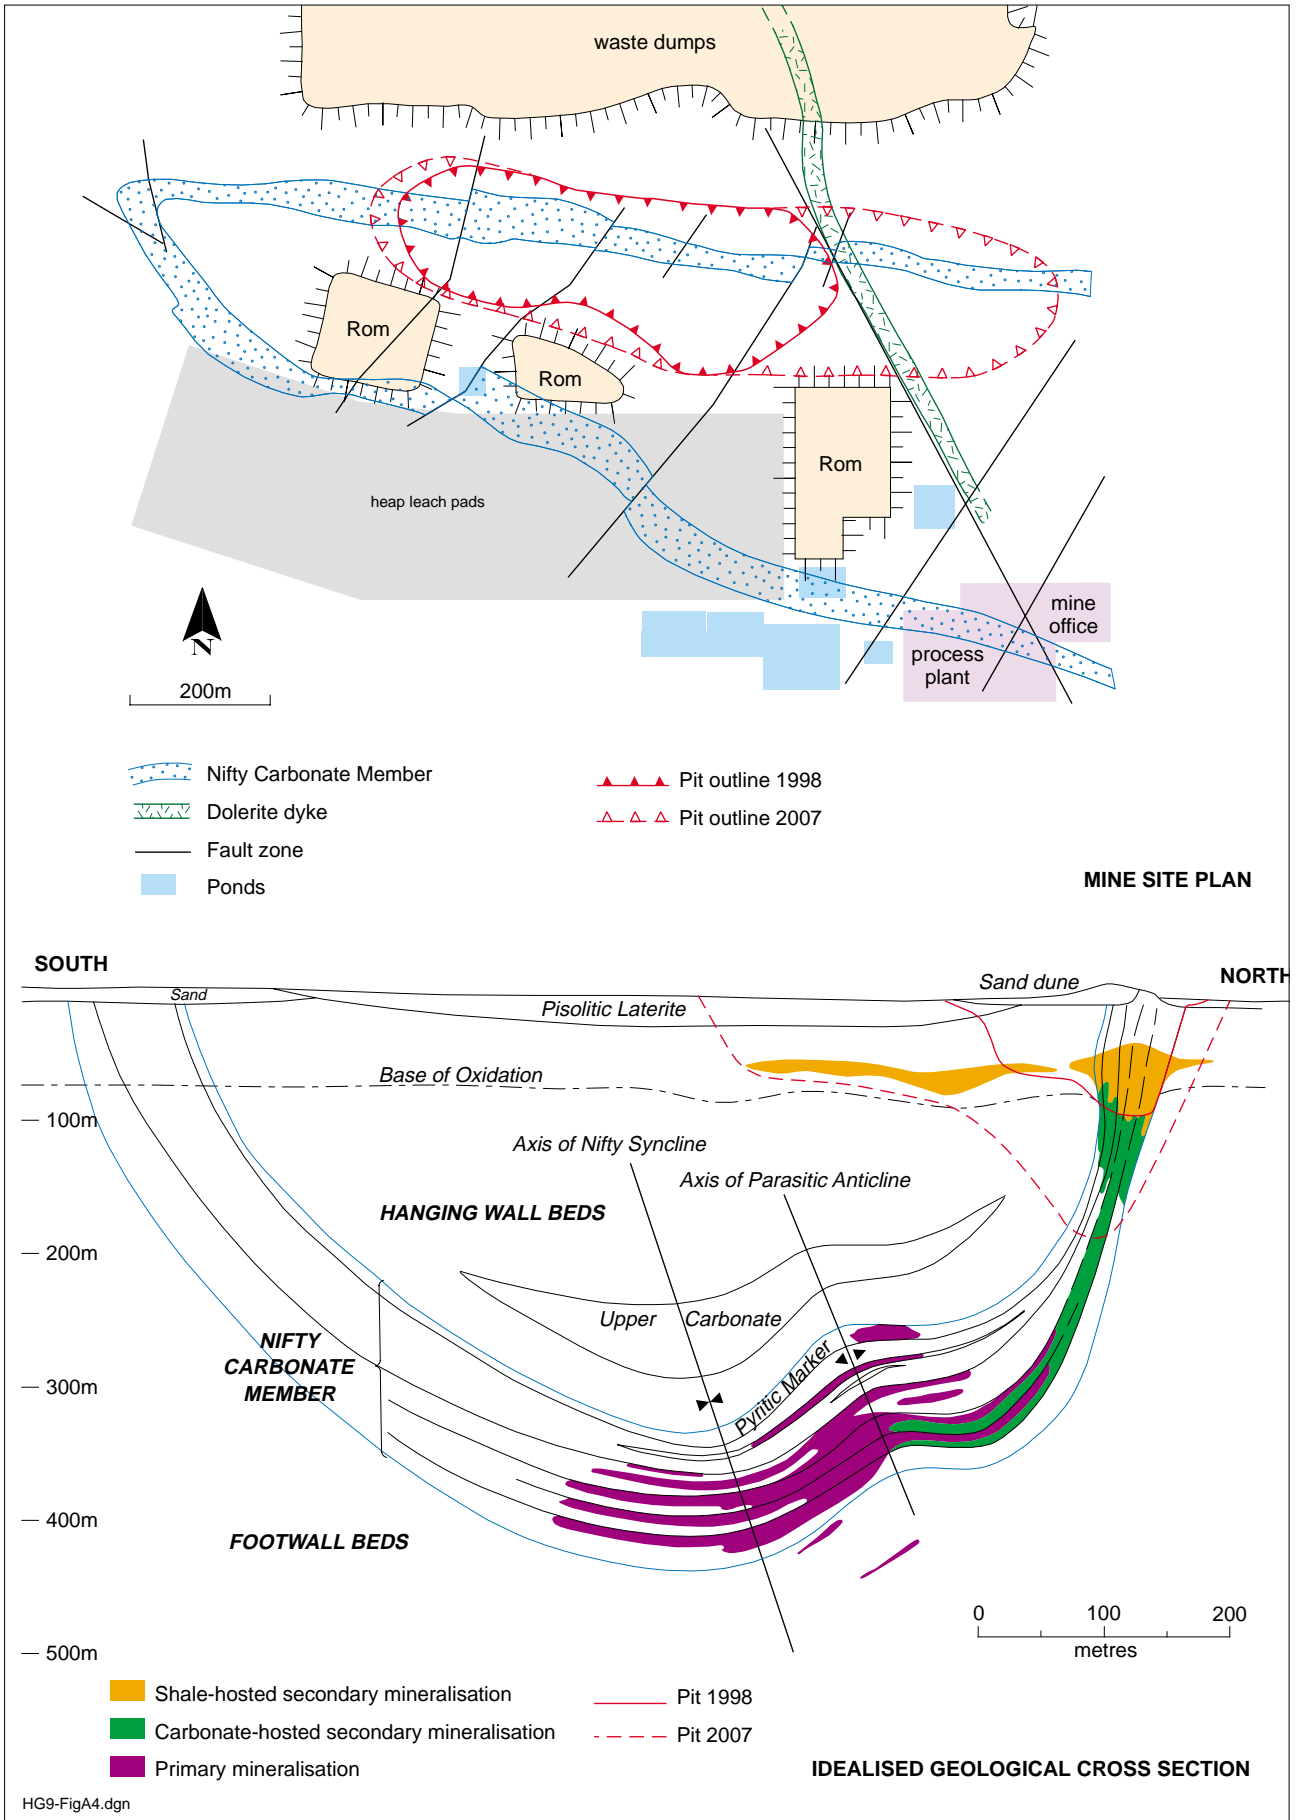 waste dumps
Rom
Rom
Rom
heap leach pads
mine
office
process
plant
N
200m
Nifty Carbonate Member
Dolerite dyke
Fault zone
Ponds
Pit outline 1998
Pit outline 2007
MINE SITE PLAN
SOUTH
NORTH
Sand
Sand dune
Pisolitic Laterite
Base of Oxidation
100m
Axis of Nifty Syncline
Axis of Parasitic Anticline
HANGING WALL BEDS
200m
Upper Carbonate
NIFTY
CARBONATE
MEMBER
Pyritic Marker
300m
400m
FOOTWALL BEDS
0 100 200
metres
500m
Shale-hosted secondary mineralisation
Carbonate-hosted secondary mineralisation
Primary mineralisation
Pit 1998
Pit 2007
IDEALISED GEOLOGICAL CROSS SECTION
HG9-FigA4.dgn